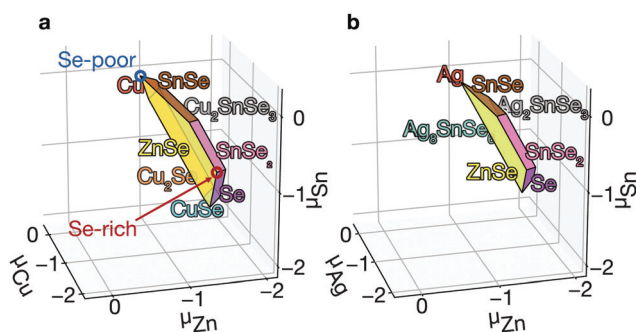 a
Se-poor
Cu
SnSe
Cu₂SnSe₃
ZnSe
SnSe₂
Cu₂Se
Se
CuSe
Se-rich
0
−1
−2
μCu
0
−1
−2
μZn
0
−1
−2
μSn
b
Ag
SnSe
Ag₂SnSe₃
Ag₈SnSe₆
SnSe₂
ZnSe
Se
0
−1
−2
μAg
0
−1
−2
μZn
0
−1
−2
μSn